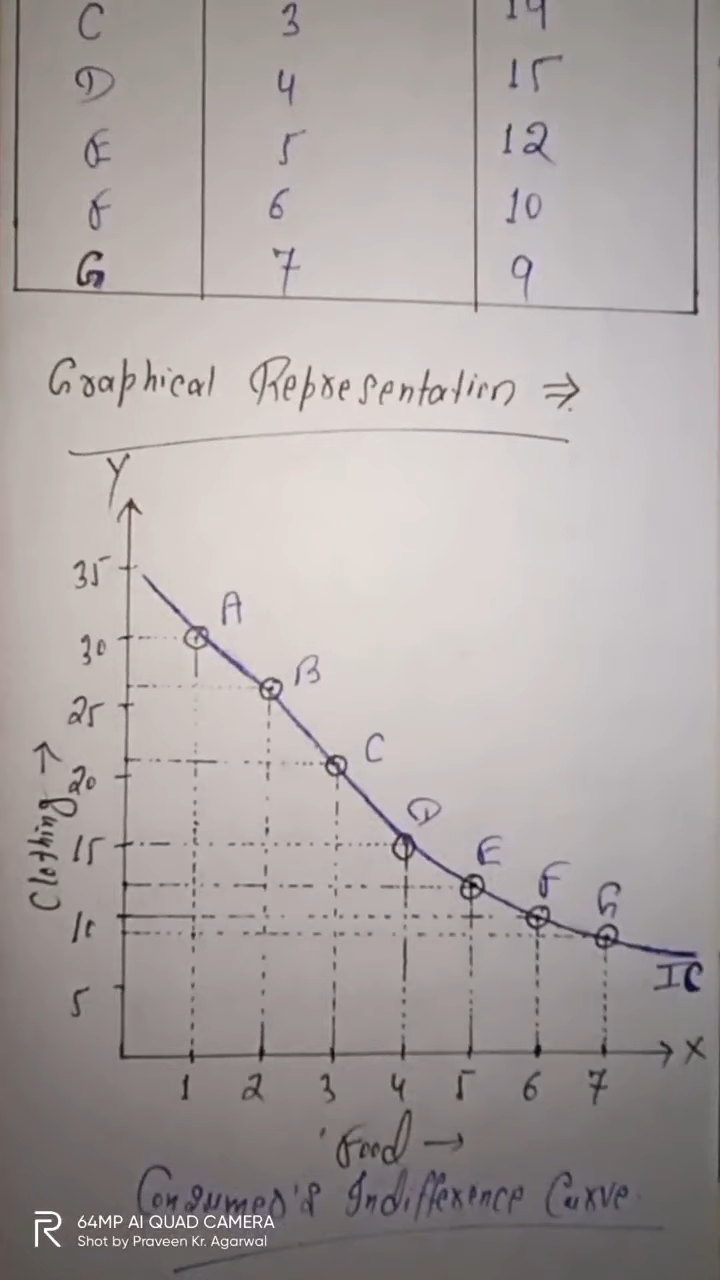 C 3 19
D 4 15
E 5 12
F 6 10
G 7 9
Graphical Representation ⇒
Y
35
A
30
B
25
C
20
D
15
E
F
G
10
IC
5
Clothing →
X
1 2 3 4 5 6 7
Food →
Consumer's Indifference Curve
R 64MP AI QUAD CAMERA
Shot by Praveen Kr. Agarwal